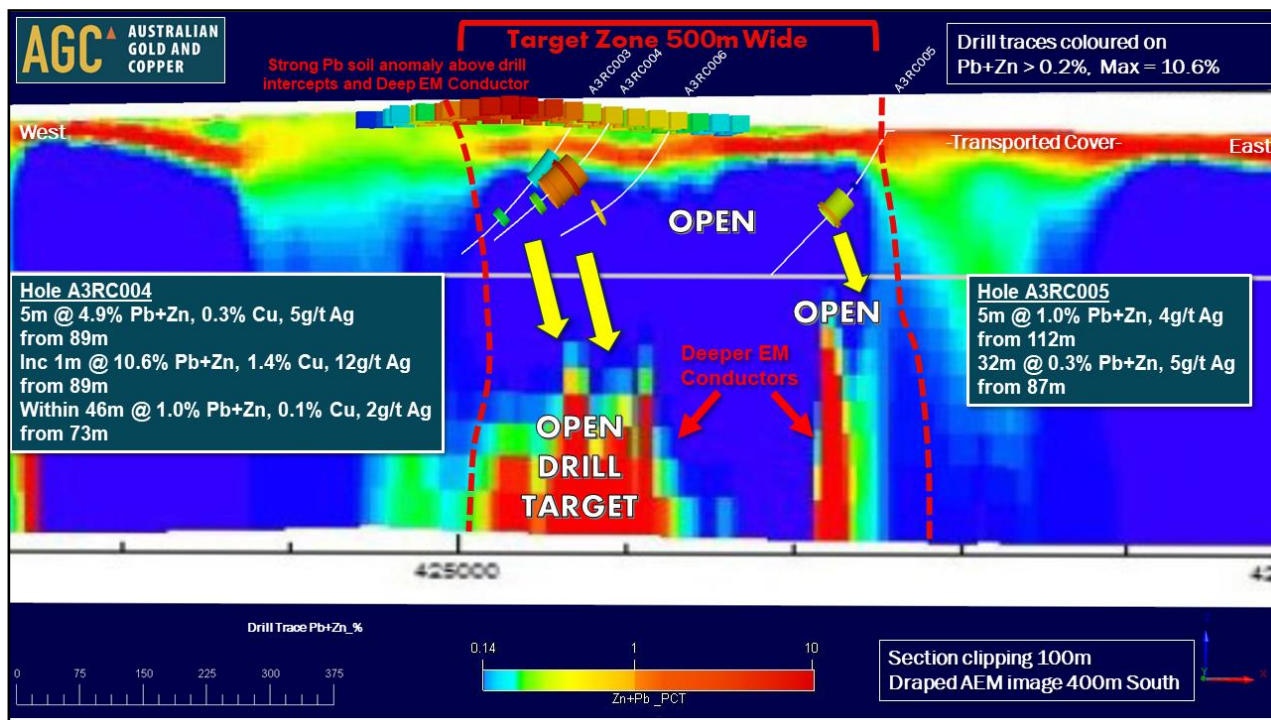 AGC
AUSTRALIAN
GOLD AND
COPPER
Target Zone 500m Wide
Strong Pb soil anomaly above drill
intercepts and Deep EM Conductor
A3RC003
A3RC004
A3RC006
A3RC005
Drill traces coloured on
Pb+Zn > 0.2%, Max = 10.6%
West
-Transported Cover-
East
OPEN
Hole A3RC004
5m @ 4.9% Pb+Zn, 0.3% Cu, 5g/t Ag
from 89m
Inc 1m @ 10.6% Pb+Zn, 1.4% Cu, 12g/t Ag
from 89m
Within 46m @ 1.0% Pb+Zn, 0.1% Cu, 2g/t Ag
from 73m
OPEN
Hole A3RC005
5m @ 1.0% Pb+Zn, 4g/t Ag
from 112m
32m @ 0.3% Pb+Zn, 5g/t Ag
from 87m
Deeper EM
Conductors
OPEN
DRILL
TARGET
425000
42
Drill Trace Pb+Zn_%
0 75 150 225 300 375
0.14 1 10
Zn+Pb _PCT
Section clipping 100m
Draped AEM image 400m South
X